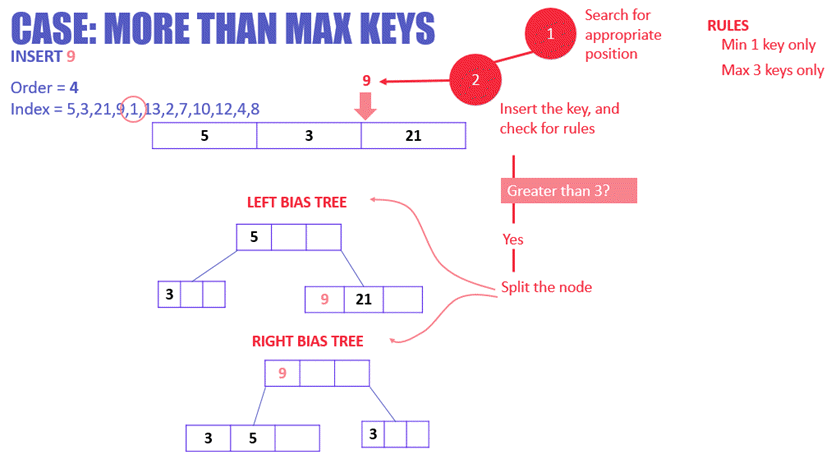 CASE: MORE THAN MAX KEYS
INSERT 9
Order = 4
Index = 5,3,21,9,1,13,2,7,10,12,4,8
9
5 3 21
1
Search for
appropriate
position
2
Insert the key, and
check for rules
Greater than 3?
Yes
Split the node
RULES
Min 1 key only
Max 3 keys only
LEFT BIAS TREE
5
3
9 21
RIGHT BIAS TREE
9
3 5
3